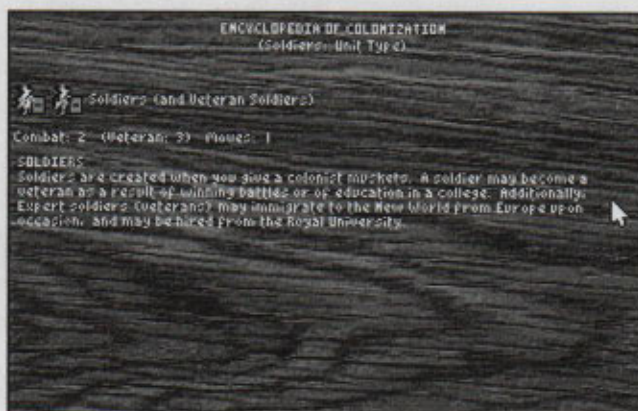 ENCYCLOPEDIA OF COLONIZATION
(Soldiers: Unit Type)
Soldiers (and Veteran Soldiers)
Combat: 2 (Veteran: 3) Moves: 1
SOLDIERS
Soldiers are created when you give a colonist muskets. A soldier may become a
veteran as a result of winning battles or of education in a college. Additionally,
Expert soldiers (veterans) may immigrate to the New World from Europe upon
occasion, and may be hired from the Royal University.